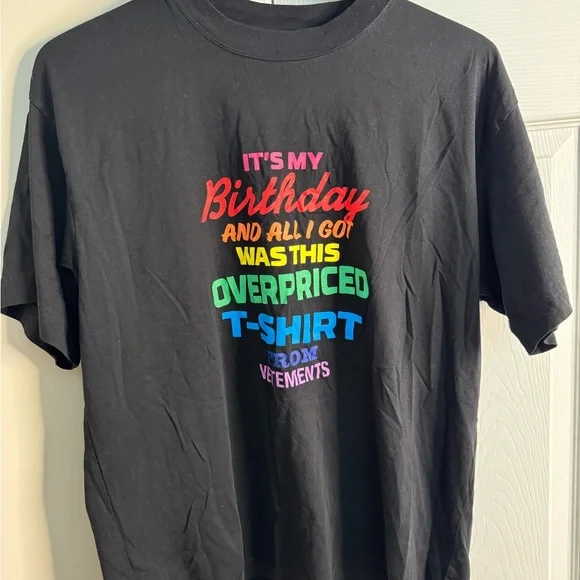 IT'S MY
Birthday
AND ALL I GOT
WAS THIS
OVERPRICED
T-SHIRT
FROM
VETEMENTS